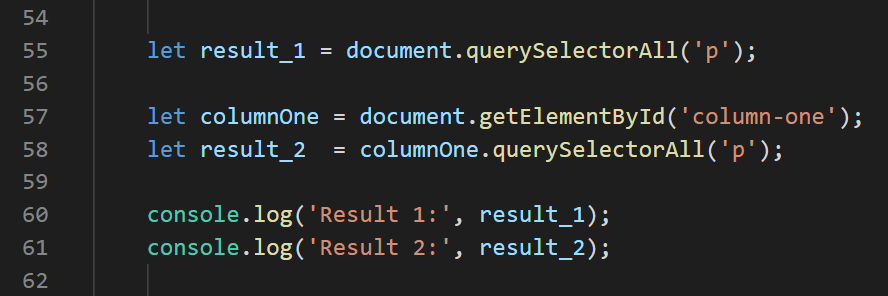 54
55 let result_1 = document.querySelectorAll('p');
56
57 let columnOne = document.getElementById('column-one');
58 let result_2  = columnOne.querySelectorAll('p');
59
60 console.log('Result 1:', result_1);
61 console.log('Result 2:', result_2);
62